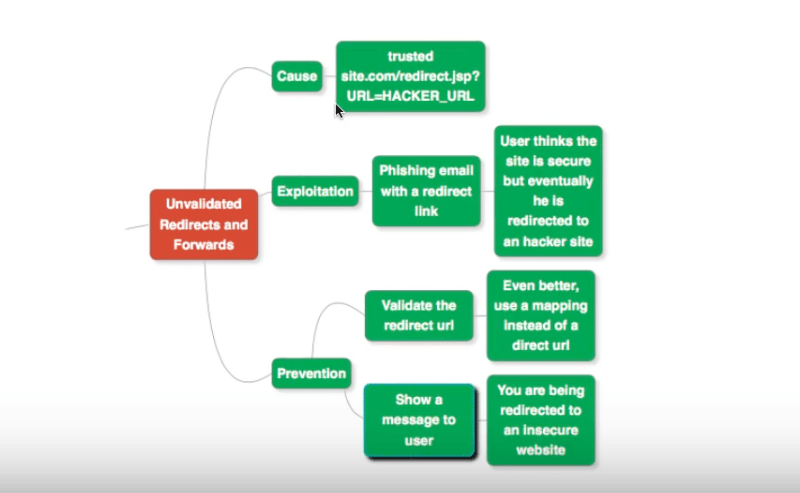 Unvalidated
Redirects and
Forwards
Cause
trusted
site.com/redirect.jsp?
URL=HACKER_URL
Exploitation
Phishing email
with a redirect
link
User thinks the
site is secure
but eventually
he is
redirected to
an hacker site
Prevention
Validate the
redirect url
Even better,
use a mapping
instead of a
direct url
Show a
message to
user
You are being
redirected to
an insecure
website